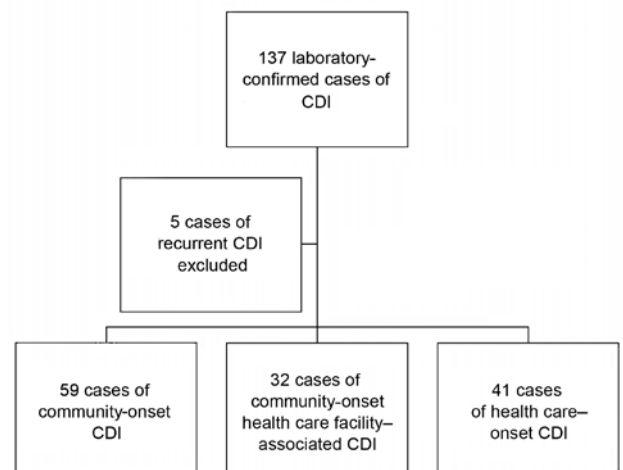 137 laboratory-
confirmed cases of
CDI
5 cases of
recurrent CDI
excluded
59 cases of
community-onset
CDI
32 cases of
community-onset
health care facility–
associated CDI
41 cases
of health care–
onset CDI